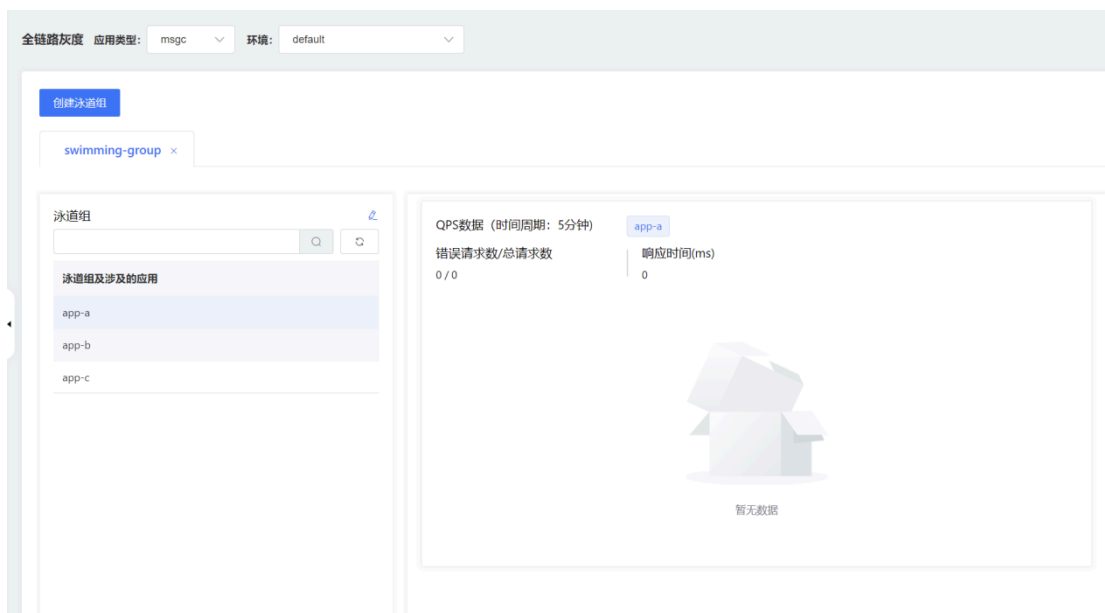 全链路灰度 应用类型: msgc 环境: default
创建泳道组
swimming-group ×
泳道组
泳道组及涉及的应用
app-a
app-b
app-c
QPS数据（时间周期：5分钟） app-a
错误请求数/总请求数 响应时间(ms)
0 / 0 0
暂无数据